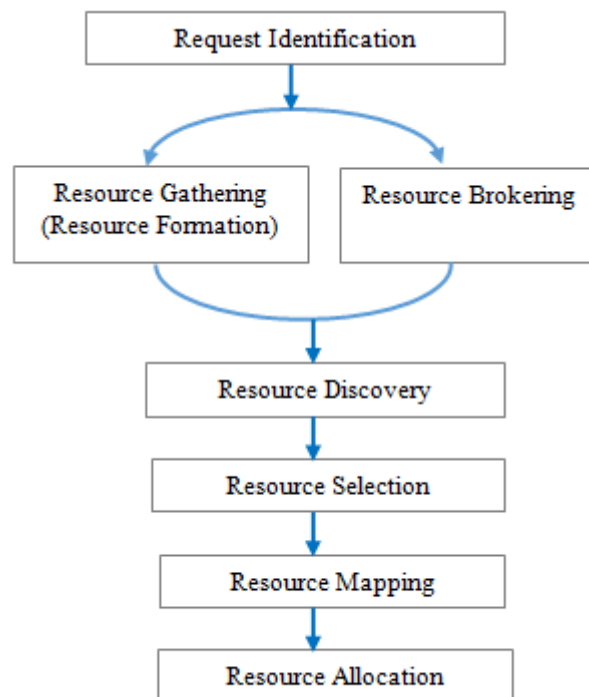 Request Identification
Resource Gathering
(Resource Formation)
Resource Brokering
Resource Discovery
Resource Selection
Resource Mapping
Resource Allocation